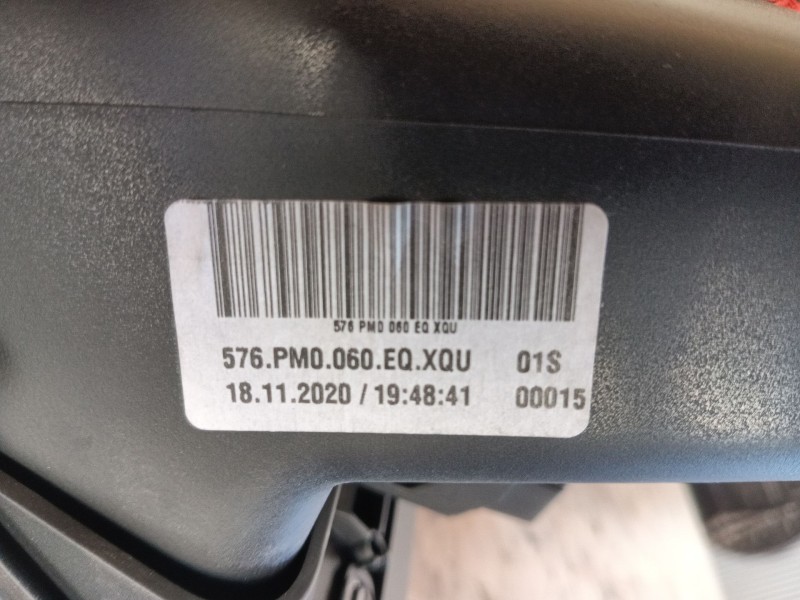 576 PM0 060 EQ XQU
576.PM0.060.EQ.XQU 01S
18.11.2020 / 19:48:41 00015